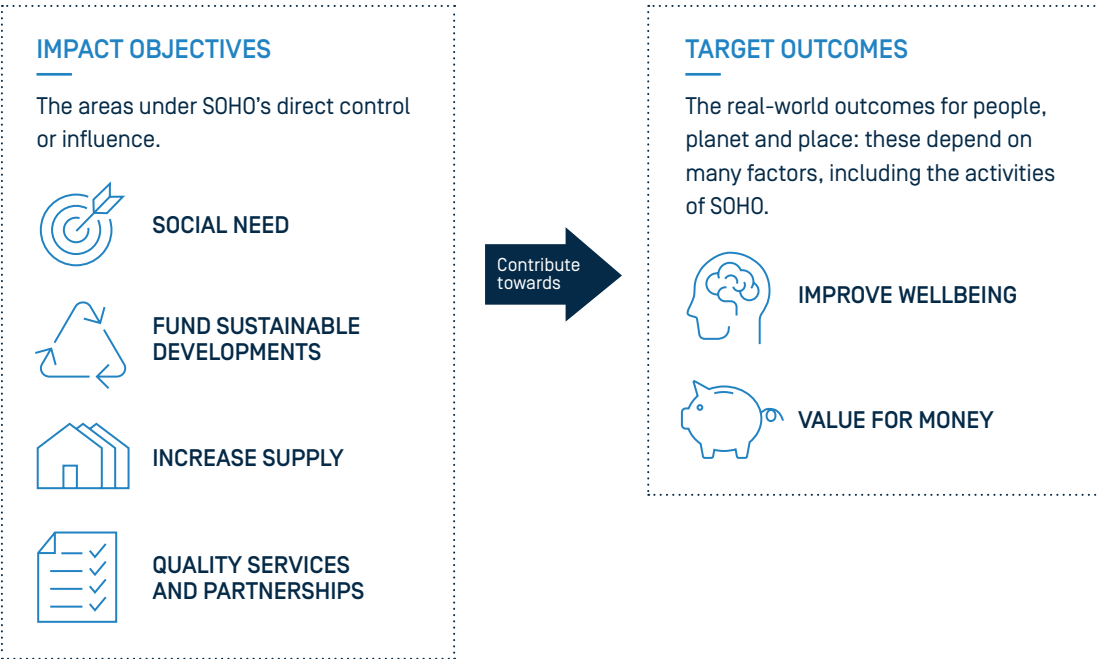 IMPACT OBJECTIVES
The areas under SOHO’s direct control
or influence.
SOCIAL NEED
FUND SUSTAINABLE
DEVELOPMENTS
INCREASE SUPPLY
QUALITY SERVICES
AND PARTNERSHIPS
Contribute
towards
TARGET OUTCOMES
The real-world outcomes for people,
planet and place: these depend on
many factors, including the activities
of SOHO.
IMPROVE WELLBEING
VALUE FOR MONEY